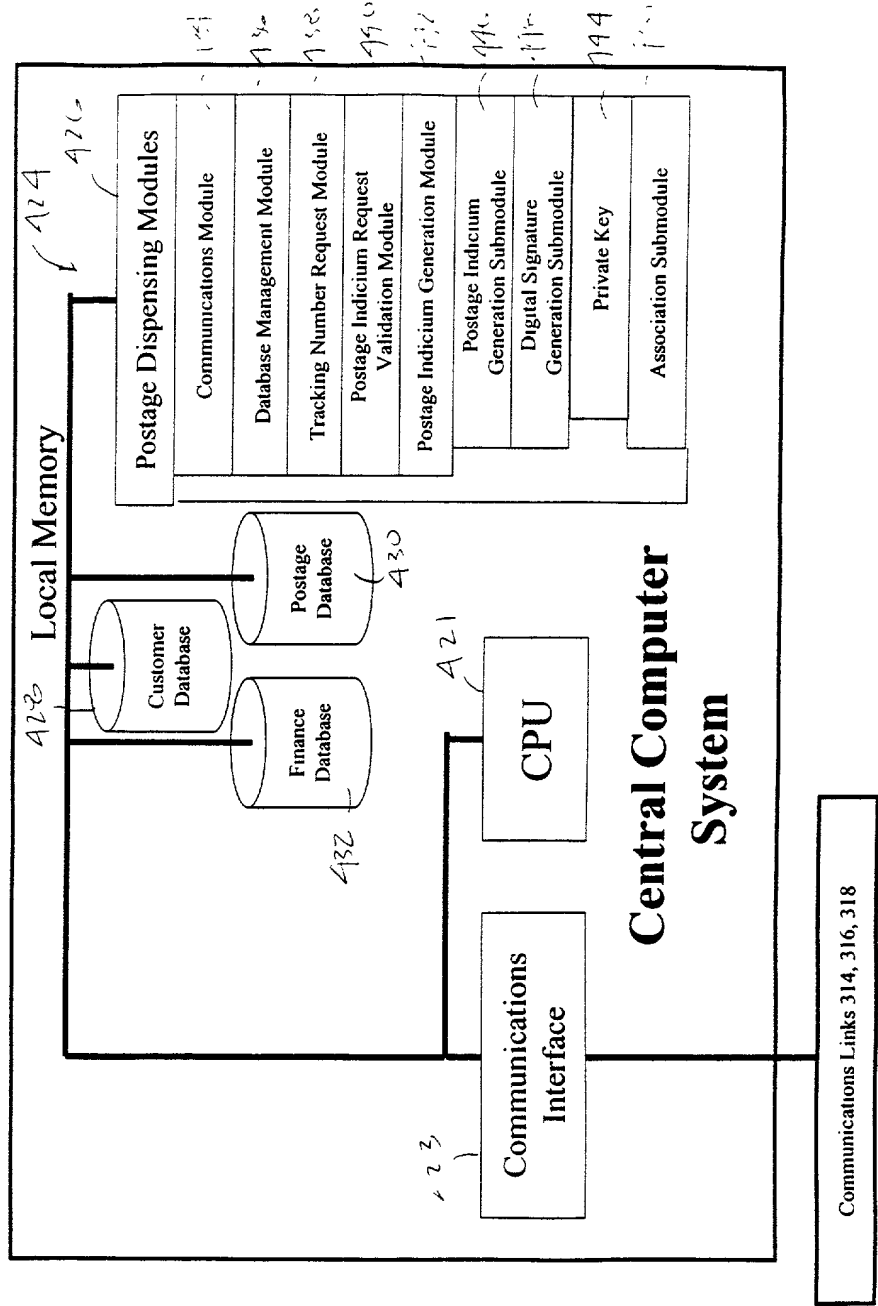 Local Memory
424
426
428
Postage Dispensing Modules
Communications Module
Database Management Module
Tracking Number Request Module
Postage Indicium Request
Validation Module
Postage Indicium Generation Module
Postage Indicium
Generation Submodule
Digital Signature
Generation Submodule
Private Key
444
Association Submodule
Customer
Database
Finance
Database
432
Postage
Database
430
Communications
Interface
CPU
421
Central Computer
System
Communications Links 314, 316, 318